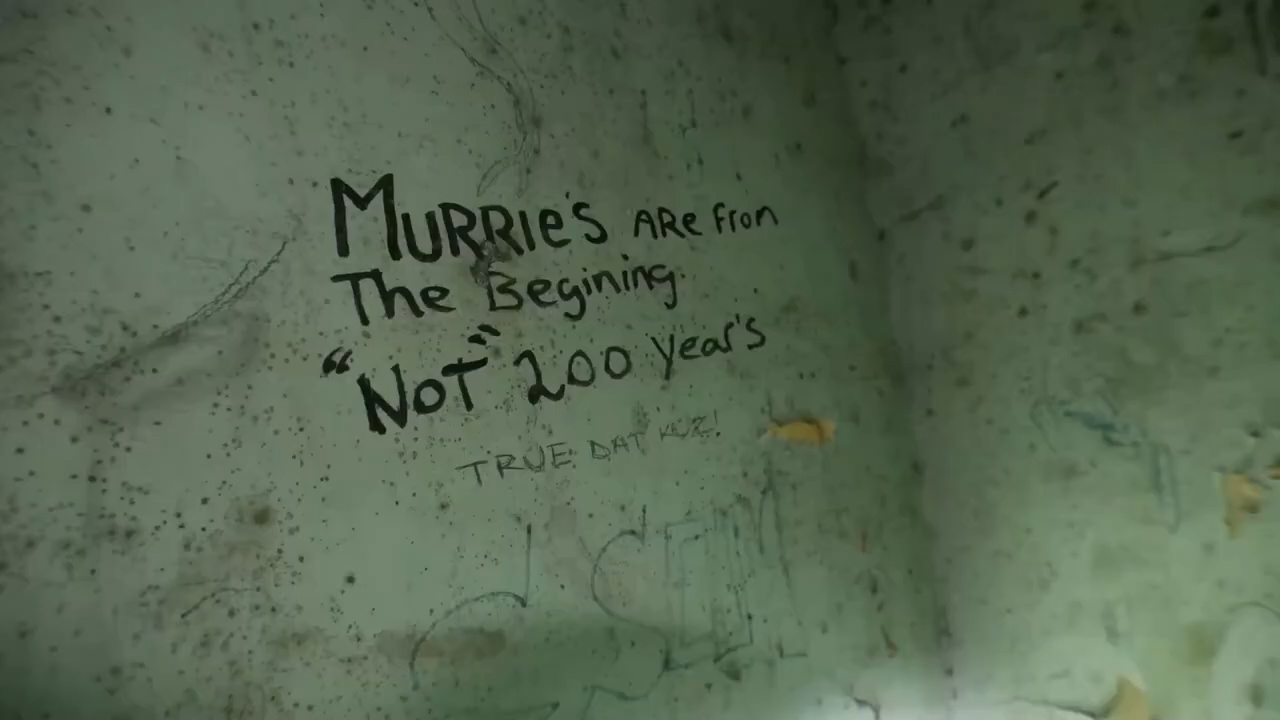 MURRIe'S ARe FROn
The Begining
"NoT" 200 Year's
TRUE DAT KUZ!